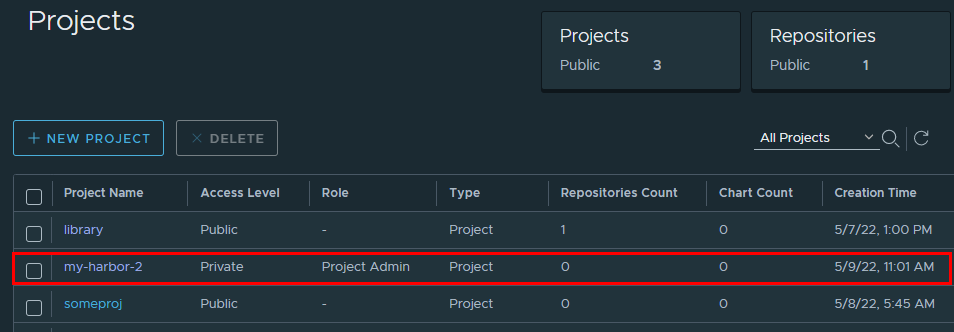 Projects
Projects
Public 3
Repositories
Public 1
+ NEW PROJECT
× DELETE
All Projects
Project Name Access Level Role Type Repositories Count Chart Count Creation Time
library Public - Project 1 0 5/7/22, 1:00 PM
my-harbor-2 Private Project Admin Project 0 0 5/9/22, 11:01 AM
someproj Public - Project 0 0 5/8/22, 5:45 AM